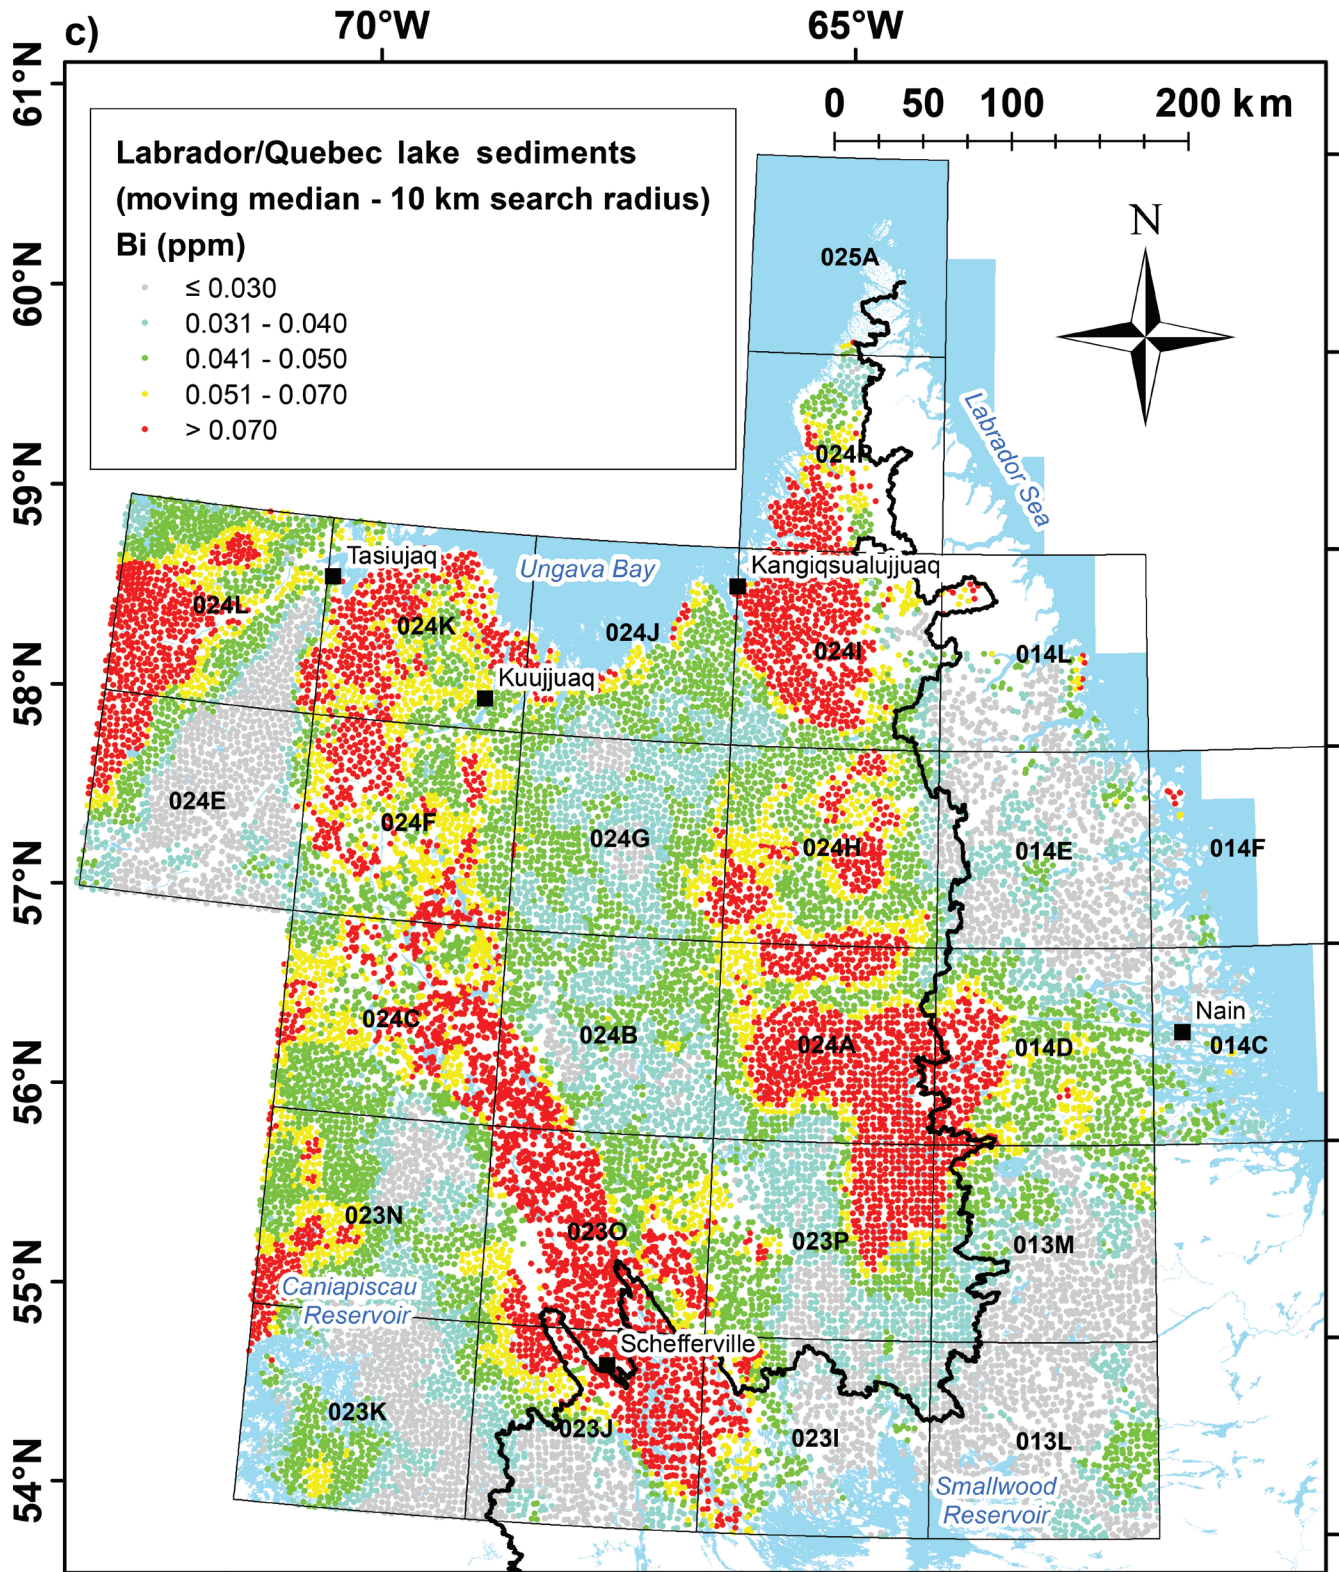 c)
70°W 65°W
61°N
60°N
59°N
58°N
57°N
56°N
55°N
54°N
0 50 100 200 km
N
Labrador/Quebec lake sediments
(moving median - 10 km search radius)
Bi (ppm)
≤ 0.030
0.031 - 0.040
0.041 - 0.050
0.051 - 0.070
> 0.070
025A
Labrador Sea
024P
Tasiujaq
Ungava Bay
Kangiqsualujjuaq
024L
024K
024J
024I
014L
Kuujjuaq
024E
024F
024G
024H
014E
014F
Nain
024C
024B
024A
014D
014C
023N
023O
023P
013M
Caniapiscau
Reservoir
Schefferville
023K
023J
023I
013L
Smallwood
Reservoir